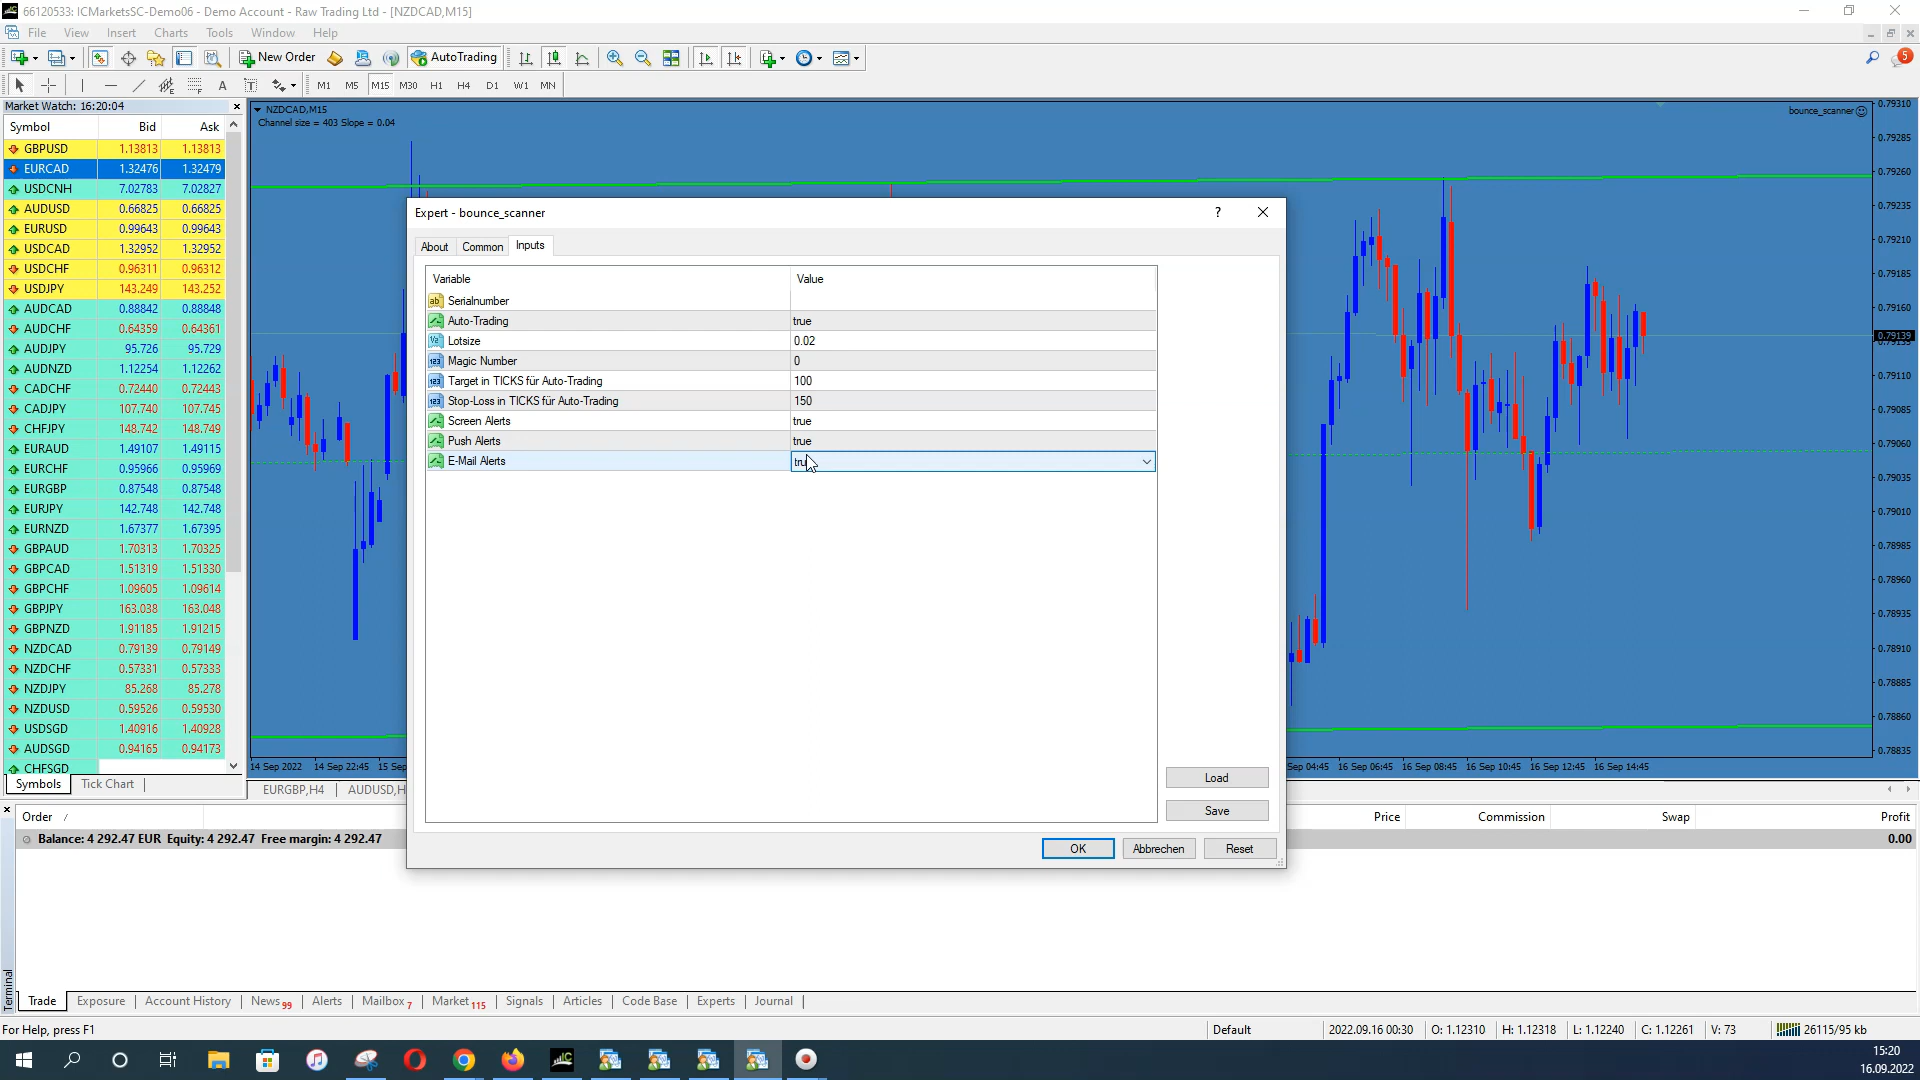 66120533: ICMarketsSC-Demo06 - Demo Account - Raw Trading Ltd - [NZDCAD,M15]
File View Insert Charts Tools Window Help
New Order AutoTrading 5
A T M1 M5 M15 M30 H1 H4 D1 W1 MN
Market Watch: 16:20:04
Symbol Bid Ask
GBPUSD 1.13813 1.13813
EURCAD 1.32476 1.32479
USDCNH 7.02783 7.02827
AUDUSD 0.66825 0.66825
EURUSD 0.99643 0.99643
USDCAD 1.32952 1.32952
USDCHF 0.96311 0.96312
USDJPY 143.249 143.252
AUDCAD 0.88842 0.88848
AUDCHF 0.64359 0.64361
AUDJPY 95.726 95.729
AUDNZD 1.12254 1.12262
CADCHF 0.72440 0.72443
CADJPY 107.740 107.745
CHFJPY 148.742 148.749
EURAUD 1.49107 1.49115
EURCHF 0.95966 0.95969
EURGBP 0.87548 0.87548
EURJPY 142.748 142.748
EURNZD 1.67377 1.67395
GBPAUD 1.70313 1.70325
GBPCAD 1.51319 1.51330
GBPCHF 1.09605 1.09614
GBPJPY 163.038 163.048
GBPNZD 1.91185 1.91215
NZDCAD 0.79139 0.79149
NZDCHF 0.57331 0.57333
NZDJPY 85.268 85.278
NZDUSD 0.59526 0.59530
USDSGD 1.40916 1.40928
AUDSGD 0.94165 0.94173
CHFSGD
Symbols Tick Chart
NZDCAD,M15
Channel size = 403 Slope = 0.04
bounce_scanner
0.79310
0.79285
0.79260
0.79235
0.79210
0.79185
0.79160
0.79139
0.79110
0.79085
0.79060
0.79035
0.79010
0.78985
0.78960
0.78935
0.78910
0.78885
0.78860
0.78835
Expert - bounce_scanner ?
About Common Inputs
Variable Value
ab Serialnumber
Auto-Trading true
Lotsize 0.02
123 Magic Number 0
123 Target in TICKS für Auto-Trading 100
123 Stop-Loss in TICKS für Auto-Trading 150
Screen Alerts true
Push Alerts true
E-Mail Alerts
Load
Save
OK Abbrechen Reset
14 Sep 2022 14 Sep 22:45 15 Sep
Sep 04:45 16 Sep 06:45 16 Sep 08:45 16 Sep 10:45 16 Sep 12:45 16 Sep 14:45
EURGBP,H4 AUDUSD,H
Order / Price Commission Swap Profit
Balance: 4 292.47 EUR Equity: 4 292.47 Free margin: 4 292.47 0.00
Terminal
Trade Exposure Account History News 99 Alerts Mailbox 7 Market 115 Signals Articles Code Base Experts Journal
For Help, press F1 Default 2022.09.16 00:30 O: 1.12310 H: 1.12318 L: 1.12240 C: 1.12261 V: 73 26115/95 kb
15:20
16.09.2022